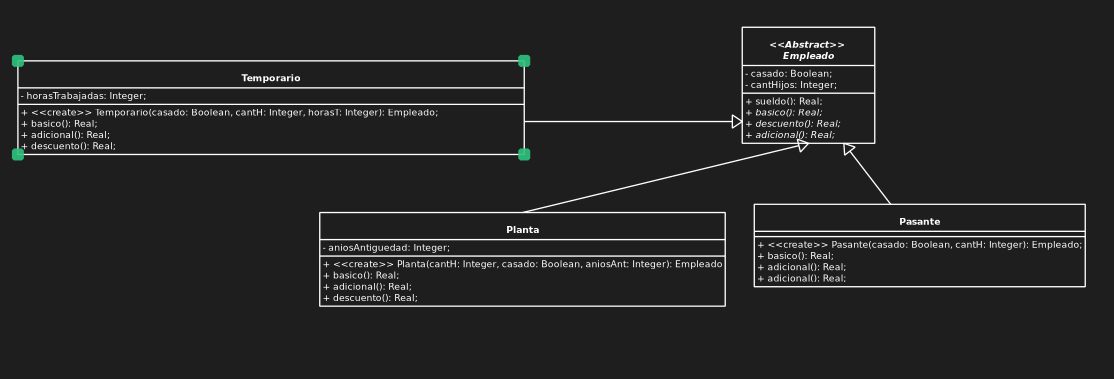 Temporario
- horasTrabajadas: Integer;
+ <<create>> Temporario(casado: Boolean, cantH: Integer, horasT: Integer): Empleado;
+ basico(): Real;
+ adicional(): Real;
+ descuento(): Real;
<<Abstract>>
Empleado
- casado: Boolean;
- cantHijos: Integer;
+ sueldo(): Real;
+ basico(): Real;
+ descuento(): Real;
+ adicional(): Real;
Planta
- aniosAntiguedad: Integer;
+ <<create>> Planta(cantH: Integer, casado: Boolean, aniosAnt: Integer): Empleado
+ basico(): Real;
+ adicional(): Real;
+ descuento(): Real;
Pasante
+ <<create>> Pasante(casado: Boolean, cantH: Integer): Empleado;
+ basico(): Real;
+ adicional(): Real;
+ adicional(): Real;